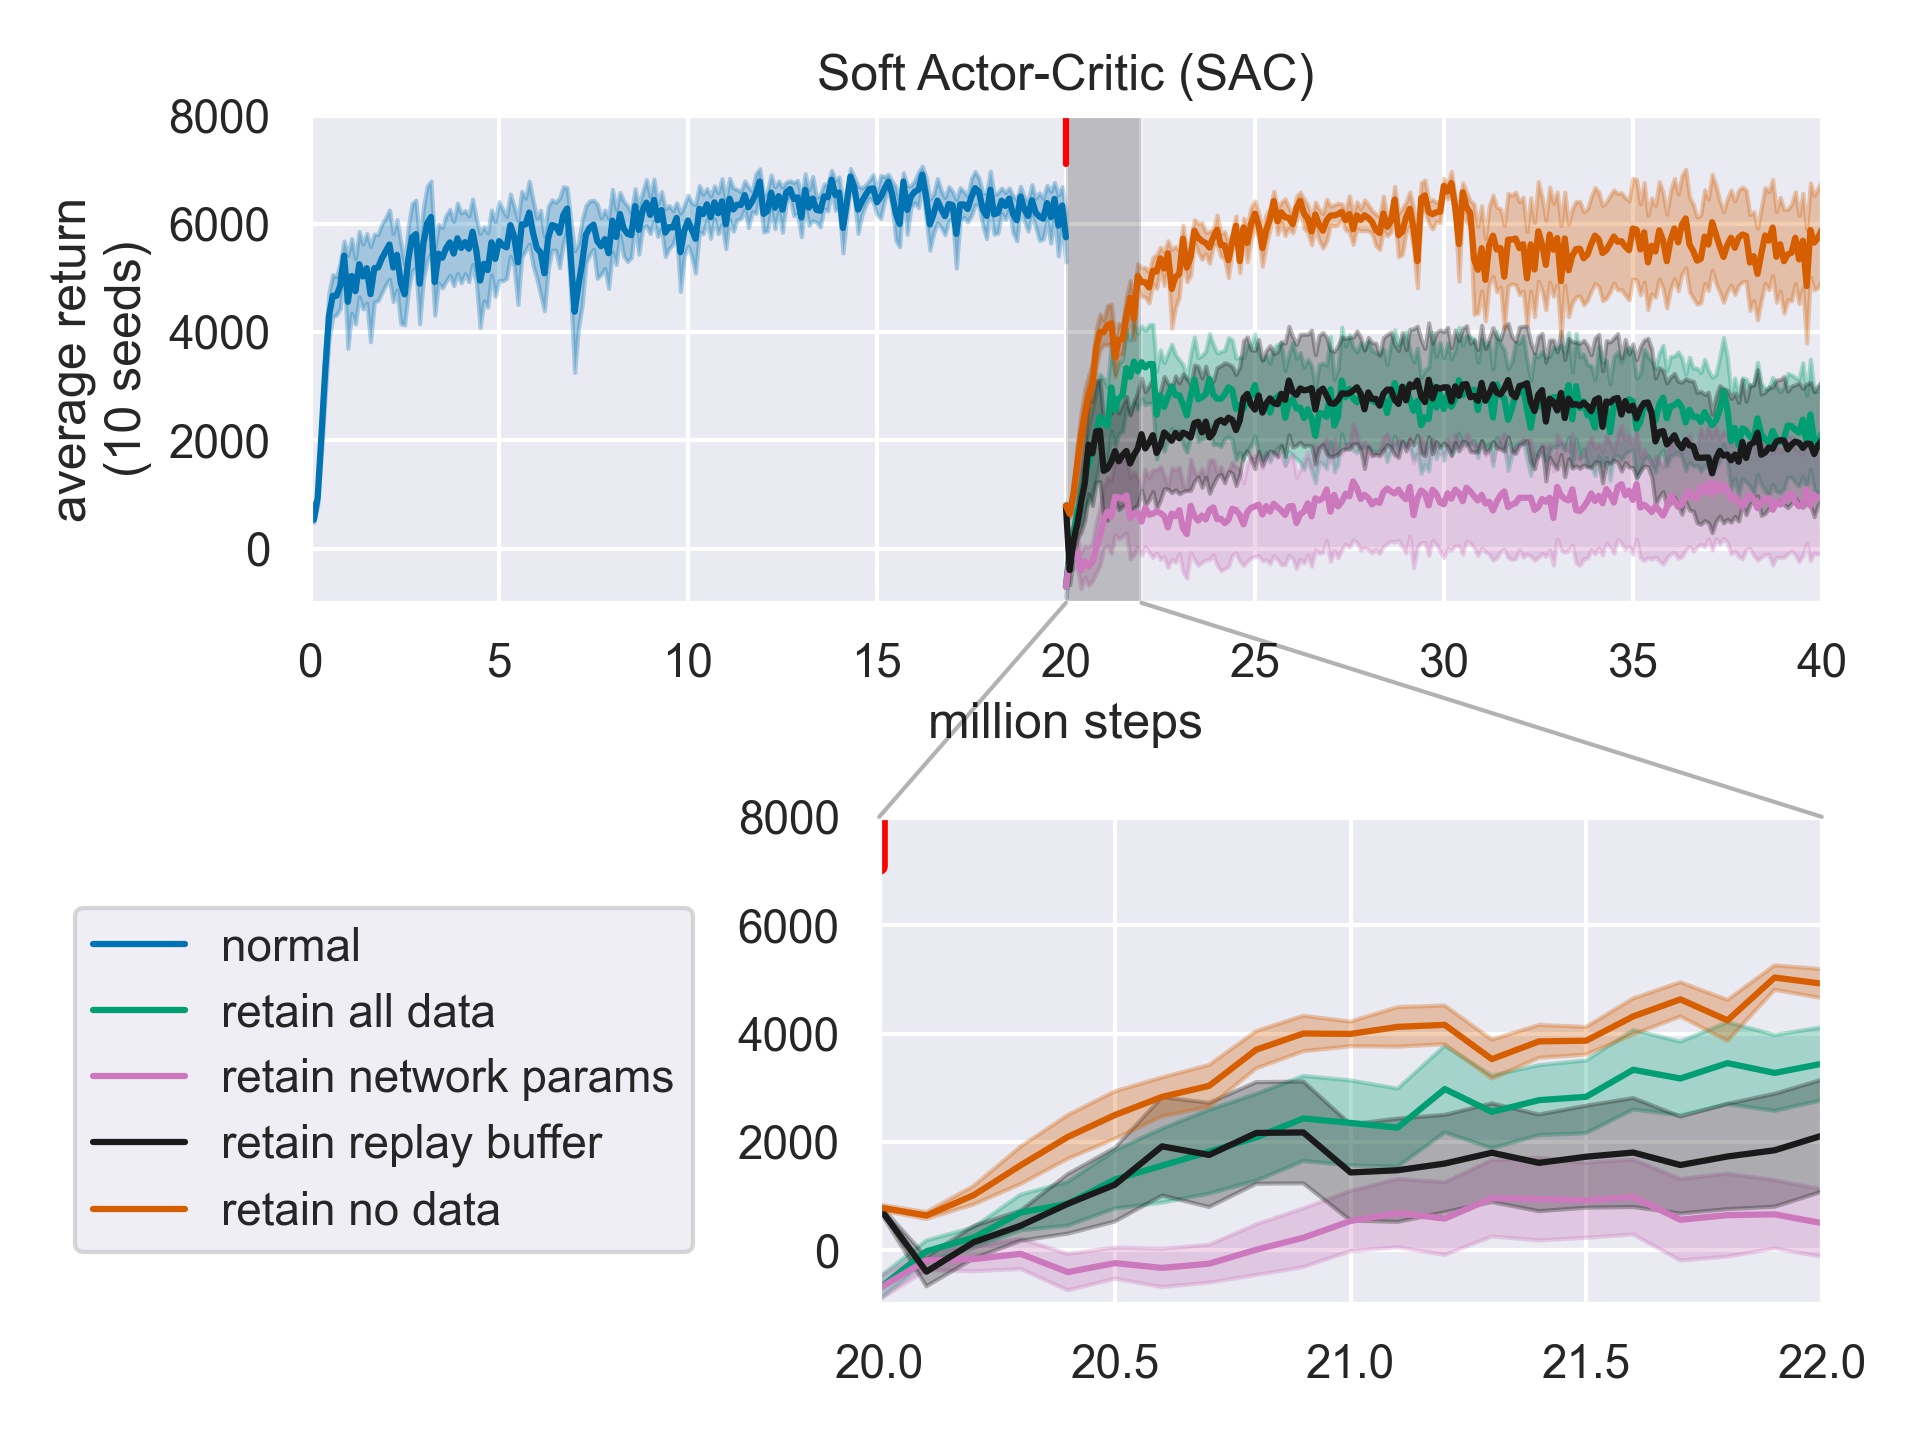 Soft Actor-Critic (SAC)
average return
(10 seeds)
8000
6000
4000
2000
0
0 5 10 15 20 25 30 35 40
million steps
8000
6000
4000
2000
0
20.0 20.5 21.0 21.5 22.0
normal
retain all data
retain network params
retain replay buffer
retain no data